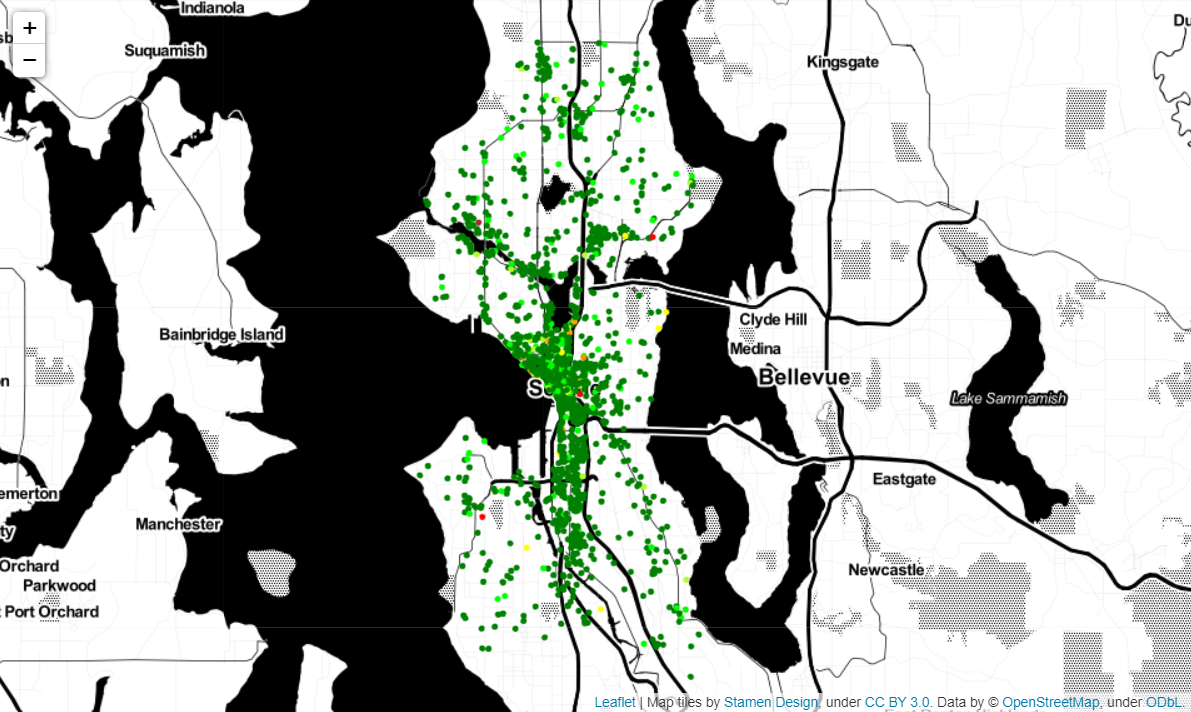 Indianola
+
Suquamish
−
Kingsgate
Clyde Hill
Bainbridge Island
Medina
Bellevue
Lake Sammamish
Eastgate
Manchester
Orchard
Newcastle
Parkwood
Port Orchard
Leaflet | Map tiles by Stamen Design, under CC BY 3.0. Data by © OpenStreetMap, under ODbL.